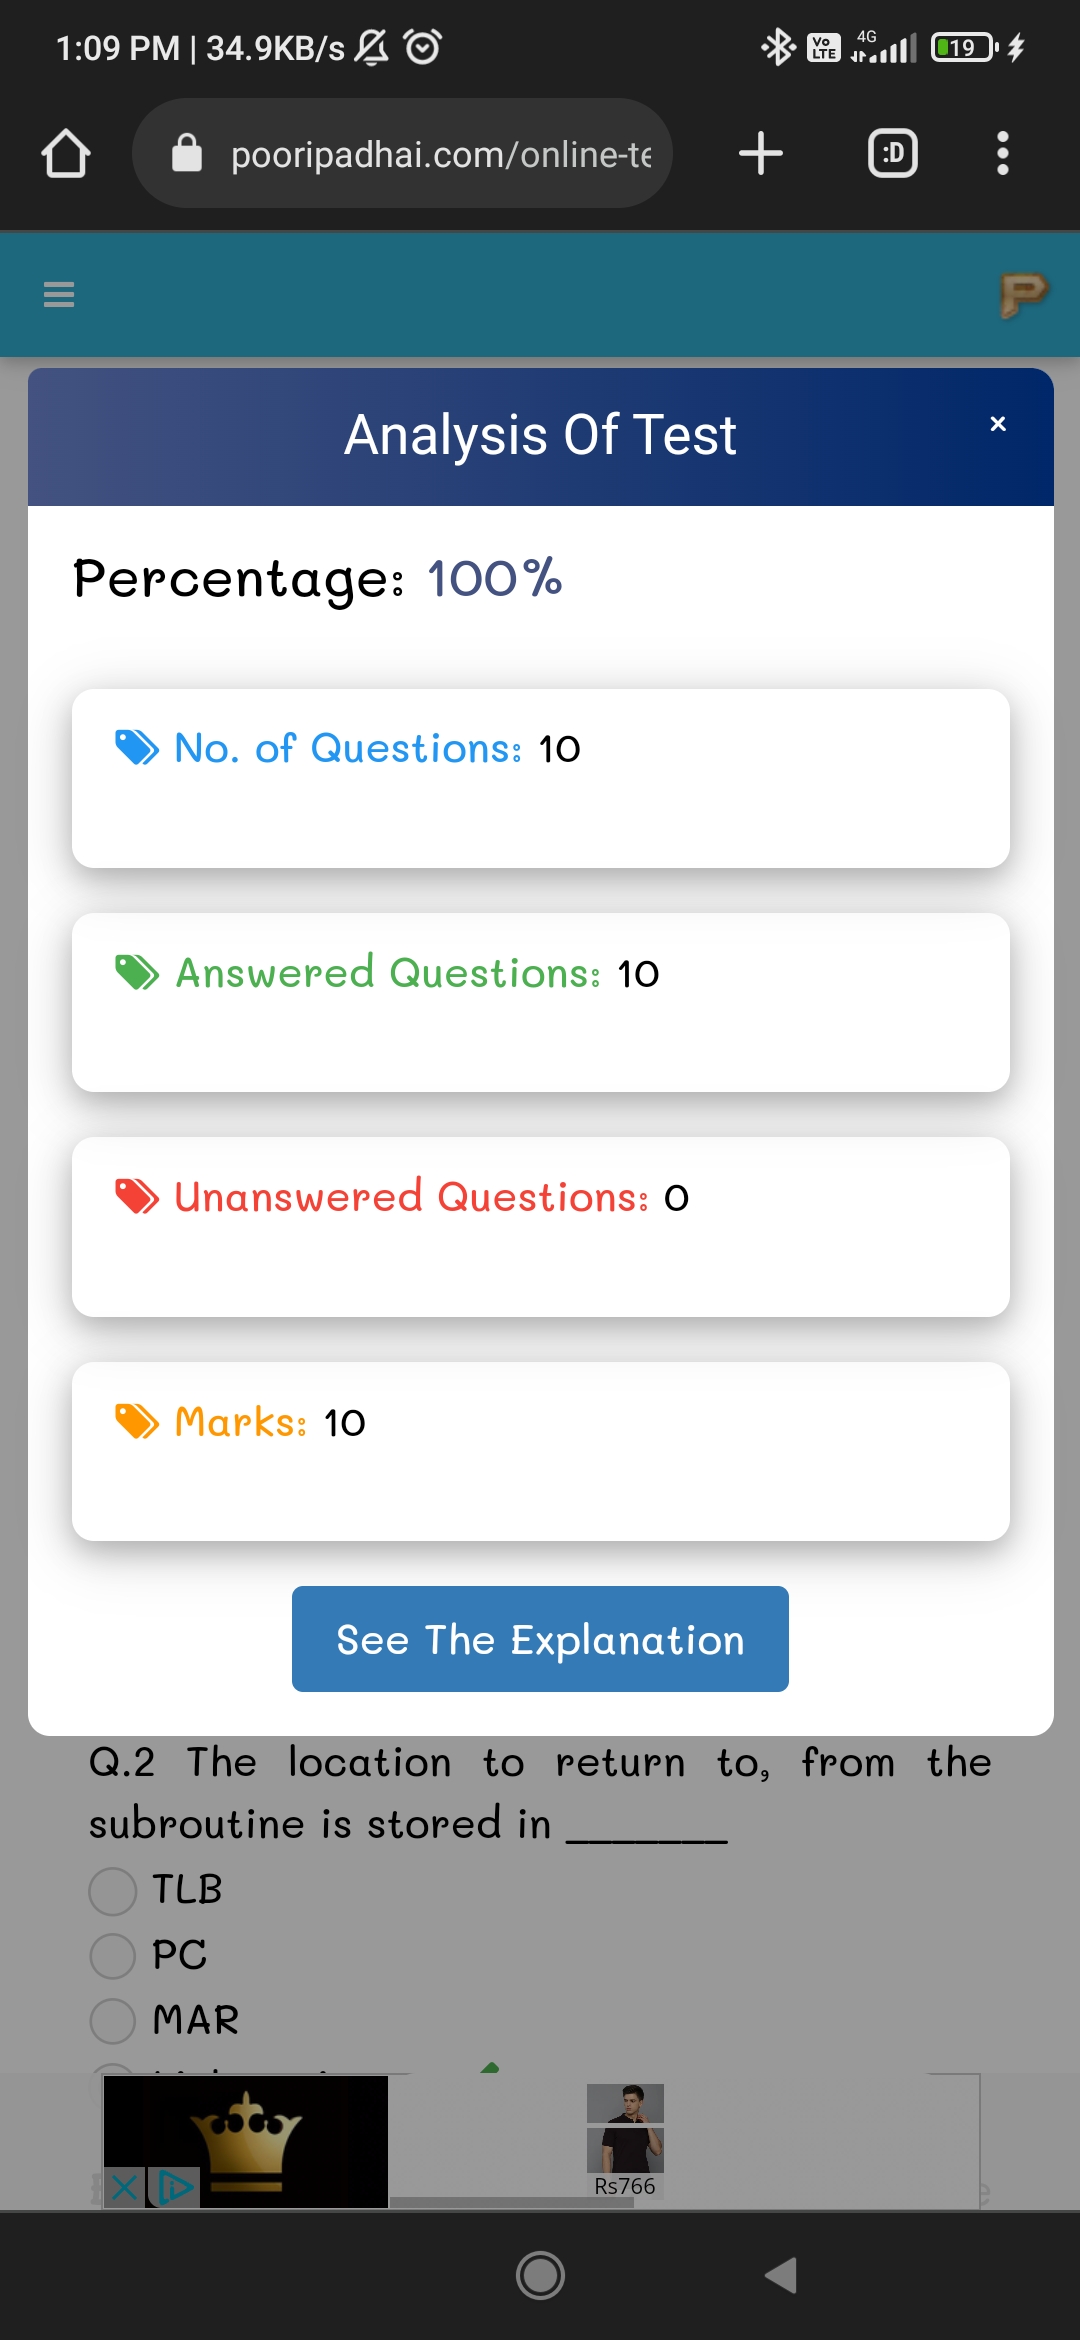 1:09 PM | 34.9KB/s
Vo LTE 4G 19
pooripadhai.com/online-te
:D
P
Analysis Of Test
×
Percentage: 100%
No. of Questions: 10
Answered Questions: 10
Unanswered Questions: 0
Marks: 10
See The Explanation
Q.2 The location to return to, from the
subroutine is stored in _______
TLB
PC
MAR
Rs766